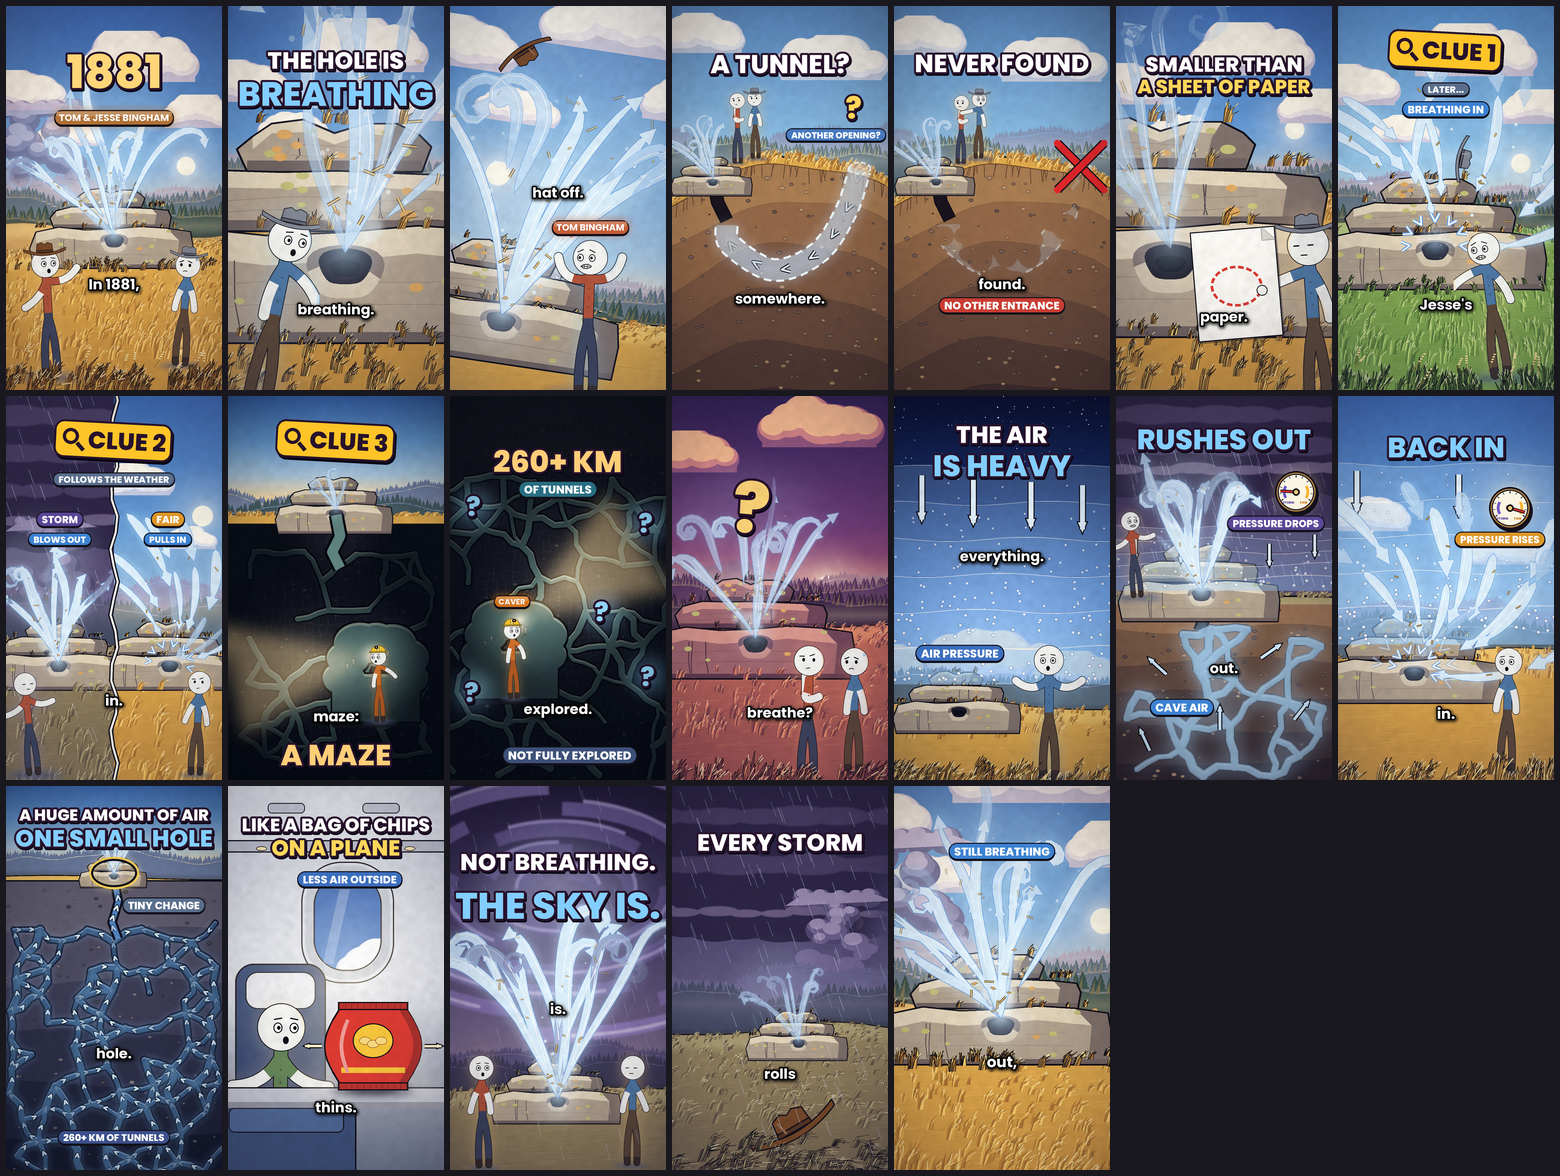 1881
TOM & JESSE BINGHAM
In 1881,
THE HOLE IS
BREATHING
breathing.
hat off.
TOM BINGHAM
A TUNNEL?
?
ANOTHER OPENING?
somewhere.
NEVER FOUND
found.
NO OTHER ENTRANCE
SMALLER THAN
A SHEET OF PAPER
paper.
CLUE 1
LATER...
BREATHING IN
Jesse's
CLUE 2
FOLLOWS THE WEATHER
STORM
BLOWS OUT
FAIR
PULLS IN
in.
CLUE 3
maze:
A MAZE
260+ KM
OF TUNNELS
?
?
?
?
?
CAVER
explored.
NOT FULLY EXPLORED
?
breathe?
THE AIR
IS HEAVY
everything.
AIR PRESSURE
RUSHES OUT
PRESSURE DROPS
out.
CAVE AIR
BACK IN
PRESSURE RISES
in.
A HUGE AMOUNT OF AIR
ONE SMALL HOLE
TINY CHANGE
hole.
260+ KM OF TUNNELS
LIKE A BAG OF CHIPS
ON A PLANE
LESS AIR OUTSIDE
thins.
NOT BREATHING.
THE SKY IS.
is.
EVERY STORM
rolls
STILL BREATHING
out,